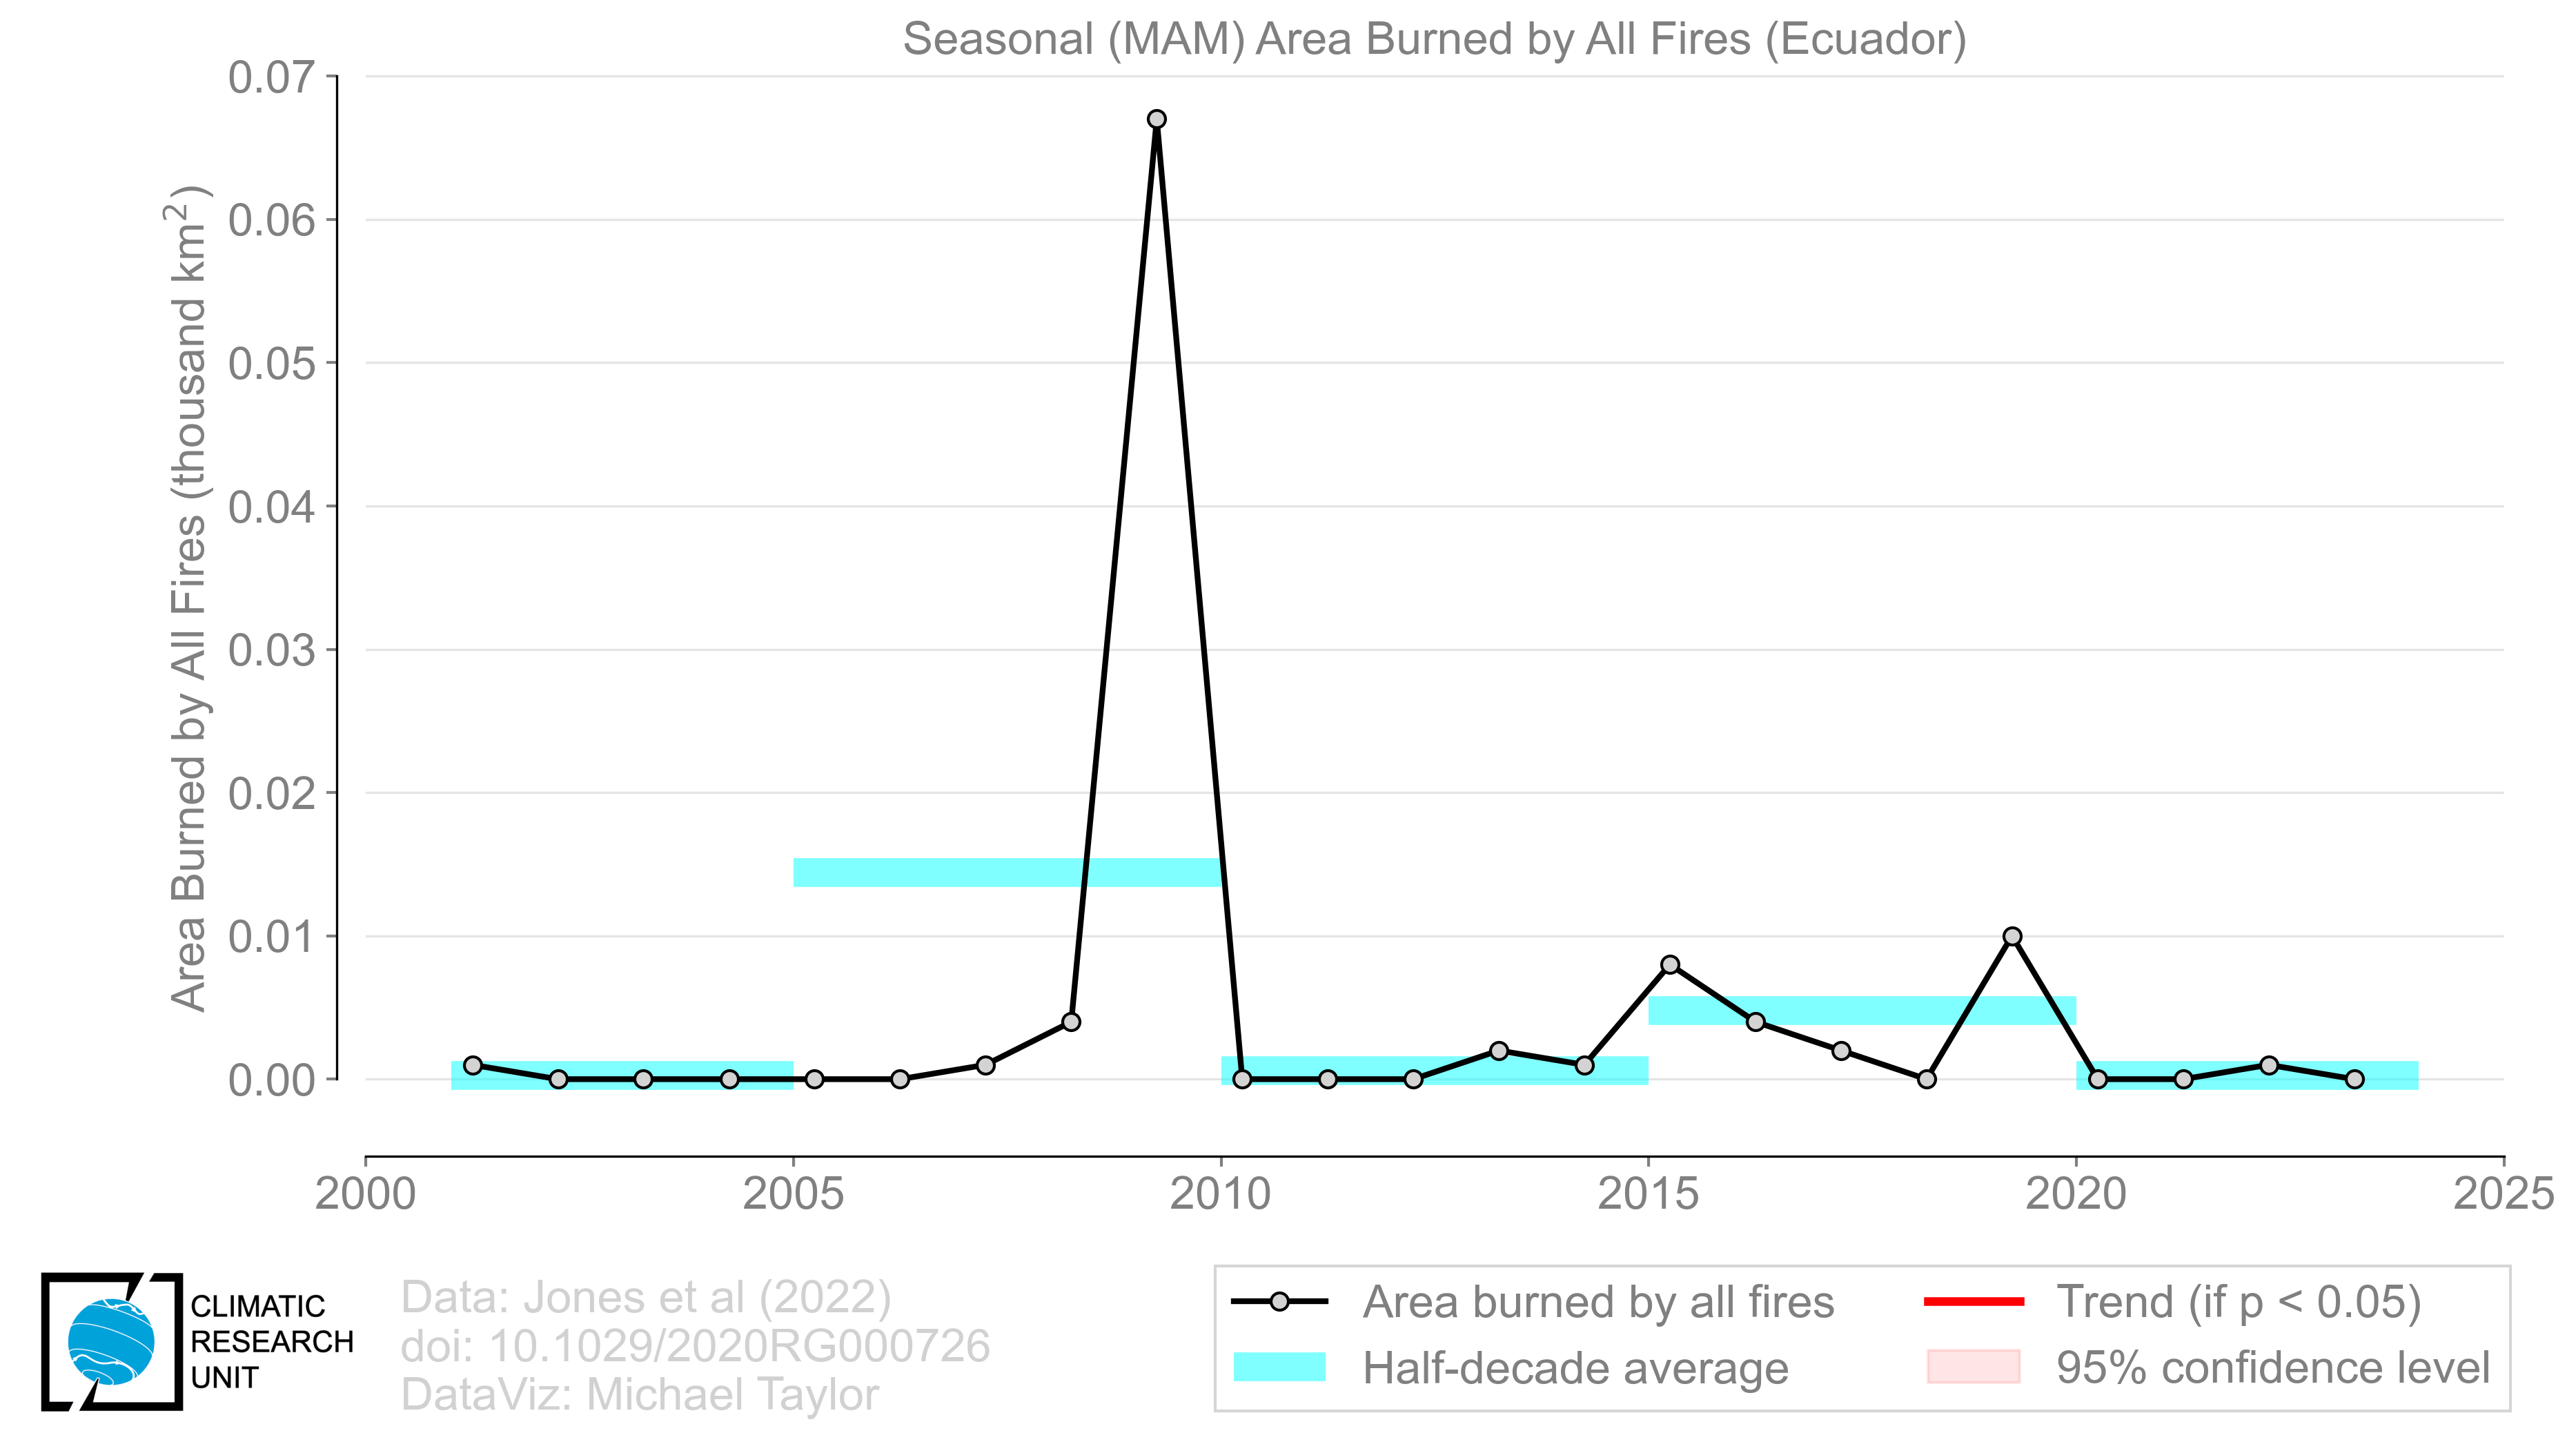 Seasonal (MAM) Area Burned by All Fires (Ecuador)
Area Burned by All Fires (thousand km²)
0.07
0.06
0.05
0.04
0.03
0.02
0.01
0.00
2000 2005 2010 2015 2020 2025
CLIMATIC
RESEARCH
UNIT
Data: Jones et al (2022)
doi: 10.1029/2020RG000726
DataViz: Michael Taylor
Area burned by all fires
Half-decade average
Trend (if p < 0.05)
95% confidence level